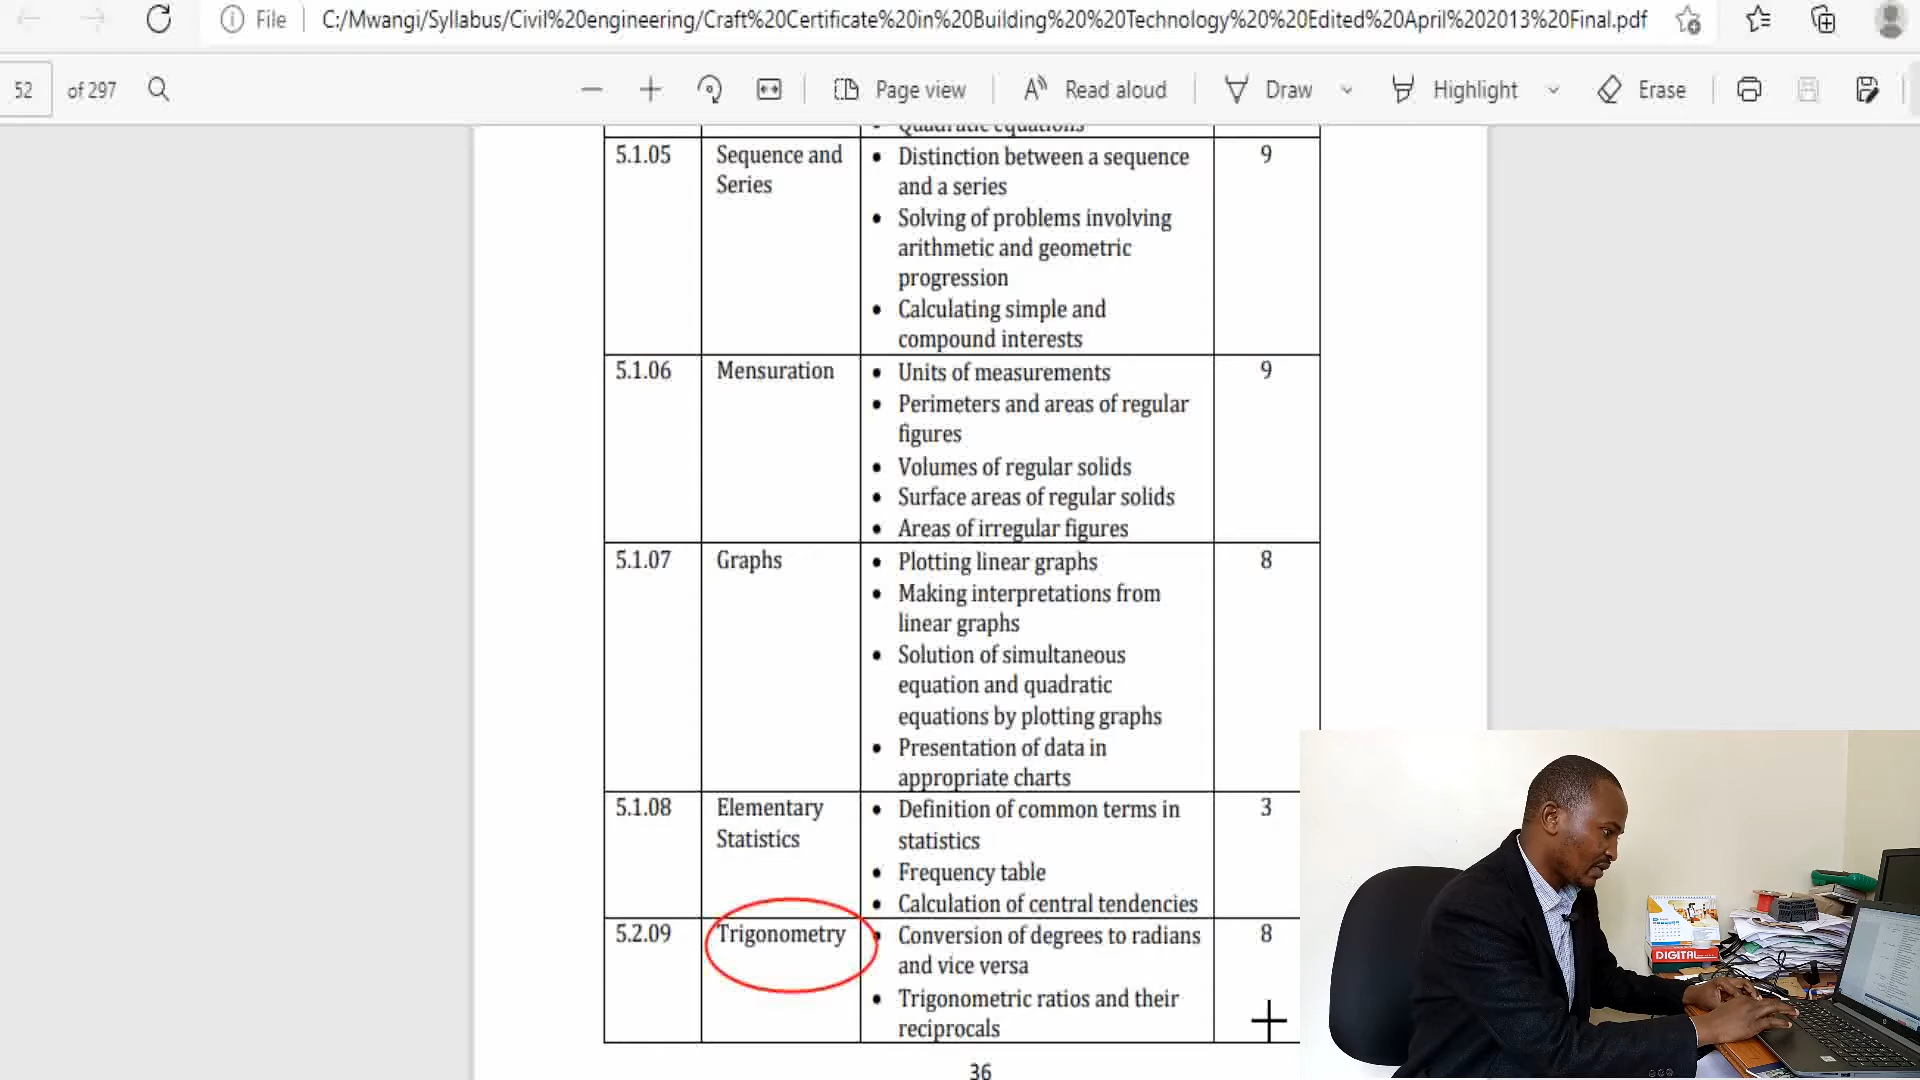 File
C:/Mwangi/Syllabus/Civil%20engineering/Craft%20Certificate%20in%20Building%20%20Technology%20%20Edited%20April%202013%20Final.pdf
52 of 297
Page view
Read aloud
Draw
Highlight
Erase
Quadratic equations
5.1.05 Sequence and • Distinction between a sequence 9
Series and a series
• Solving of problems involving
arithmetic and geometric
progression
• Calculating simple and
compound interests
5.1.06 Mensuration • Units of measurements 9
• Perimeters and areas of regular
figures
• Volumes of regular solids
• Surface areas of regular solids
• Areas of irregular figures
5.1.07 Graphs • Plotting linear graphs 8
• Making interpretations from
linear graphs
• Solution of simultaneous
equation and quadratic
equations by plotting graphs
• Presentation of data in
appropriate charts
5.1.08 Elementary • Definition of common terms in 3
Statistics statistics
• Frequency table
• Calculation of central tendencies
5.2.09 Trigonometry • Conversion of degrees to radians 8
and vice versa
• Trigonometric ratios and their
reciprocals
36
DIGITAL